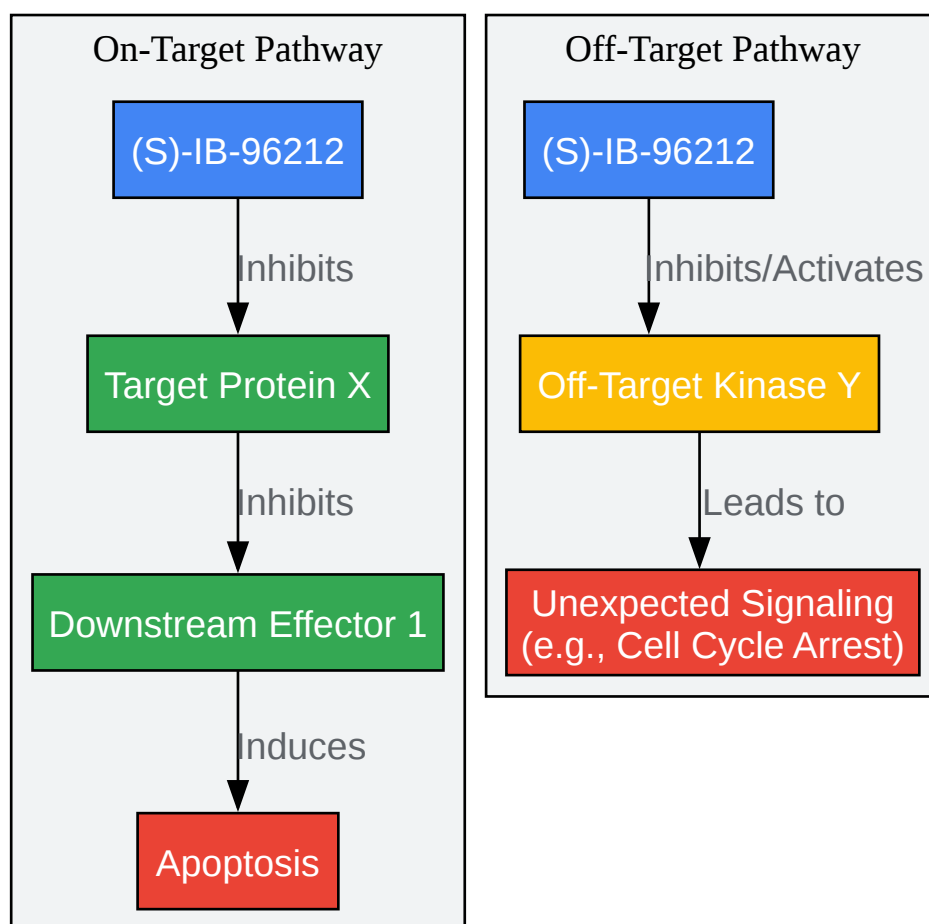 On-Target Pathway
(S)-IB-96212
Inhibits
Target Protein X
Inhibits
Downstream Effector 1
Induces
Apoptosis
Off-Target Pathway
(S)-IB-96212
Inhibits/Activates
Off-Target Kinase Y
Leads to
Unexpected Signaling
(e.g., Cell Cycle Arrest)